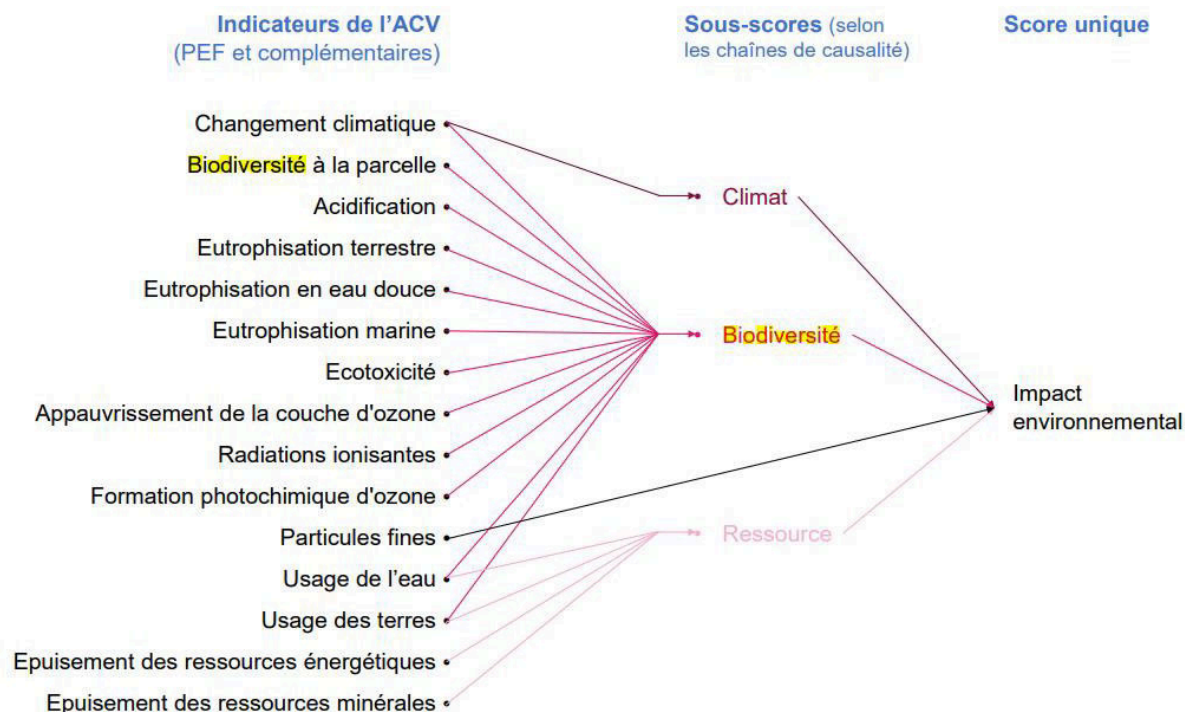 Indicateurs de l’ACV
(PEF et complémentaires)
Sous-scores (selon
les chaînes de causalité)
Score unique
Changement climatique
Biodiversité à la parcelle
Acidification
Eutrophisation terrestre
Eutrophisation en eau douce
Eutrophisation marine
Ecotoxicité
Appauvrissement de la couche d'ozone
Radiations ionisantes
Formation photochimique d'ozone
Particules fines
Usage de l’eau
Usage des terres
Epuisement des ressources énergétiques
Epuisement des ressources minérales
Climat
Biodiversité
Ressource
Impact
environnemental